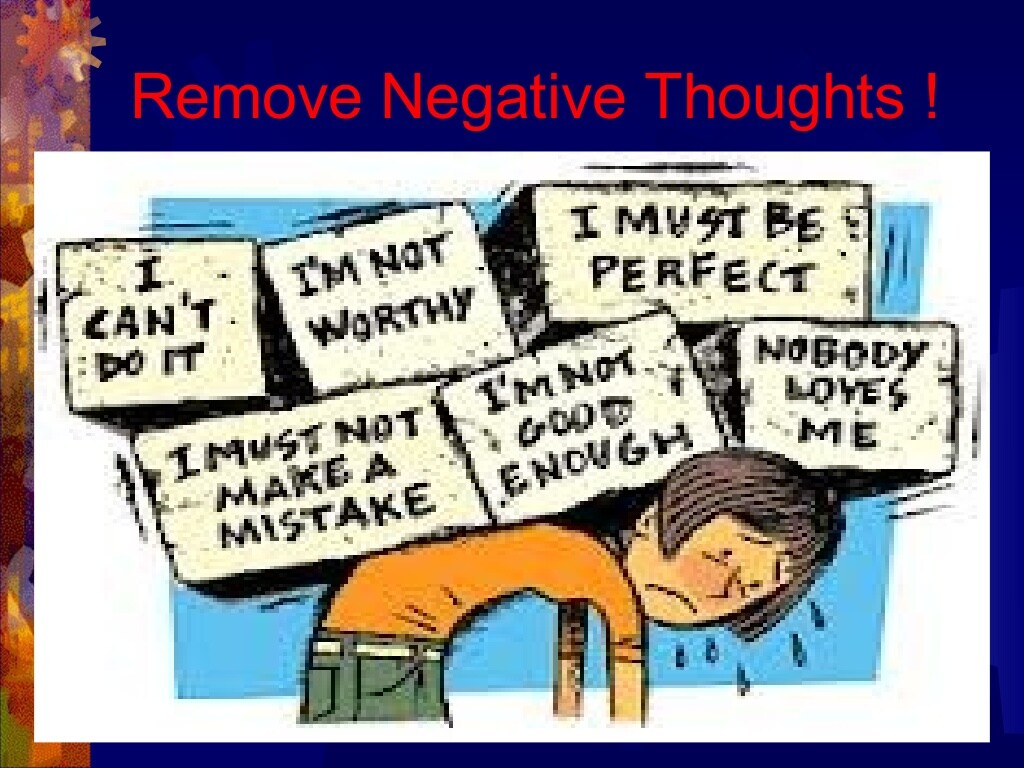 Remove Negative Thoughts !
I
CAN'T
DO IT
I'M NOT
WORTHY
I MUST BE
PERFECT
I MUST NOT
MAKE A
MISTAKE
I'M NOT
GOOD
ENOUGH
NOBODY
LOVES
ME